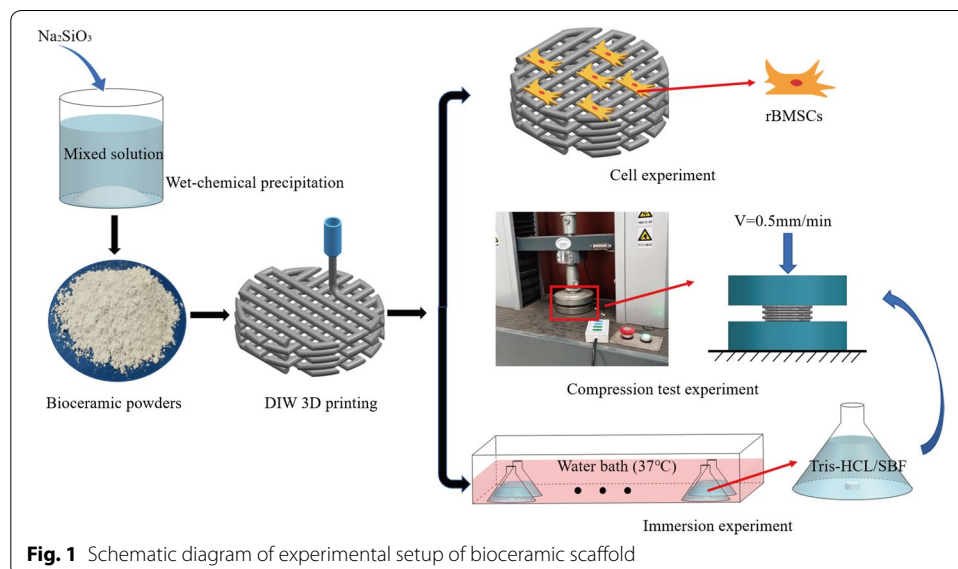 Na₂SiO₃
Mixed solution
Wet-chemical precipitation
Bioceramic powders
DIW 3D printing
rBMSCs
Cell experiment
V=0.5mm/min
Compression test experiment
Water bath (37°C)
Tris-HCL/SBF
Immersion experiment
Fig. 1 Schematic diagram of experimental setup of bioceramic scaffold